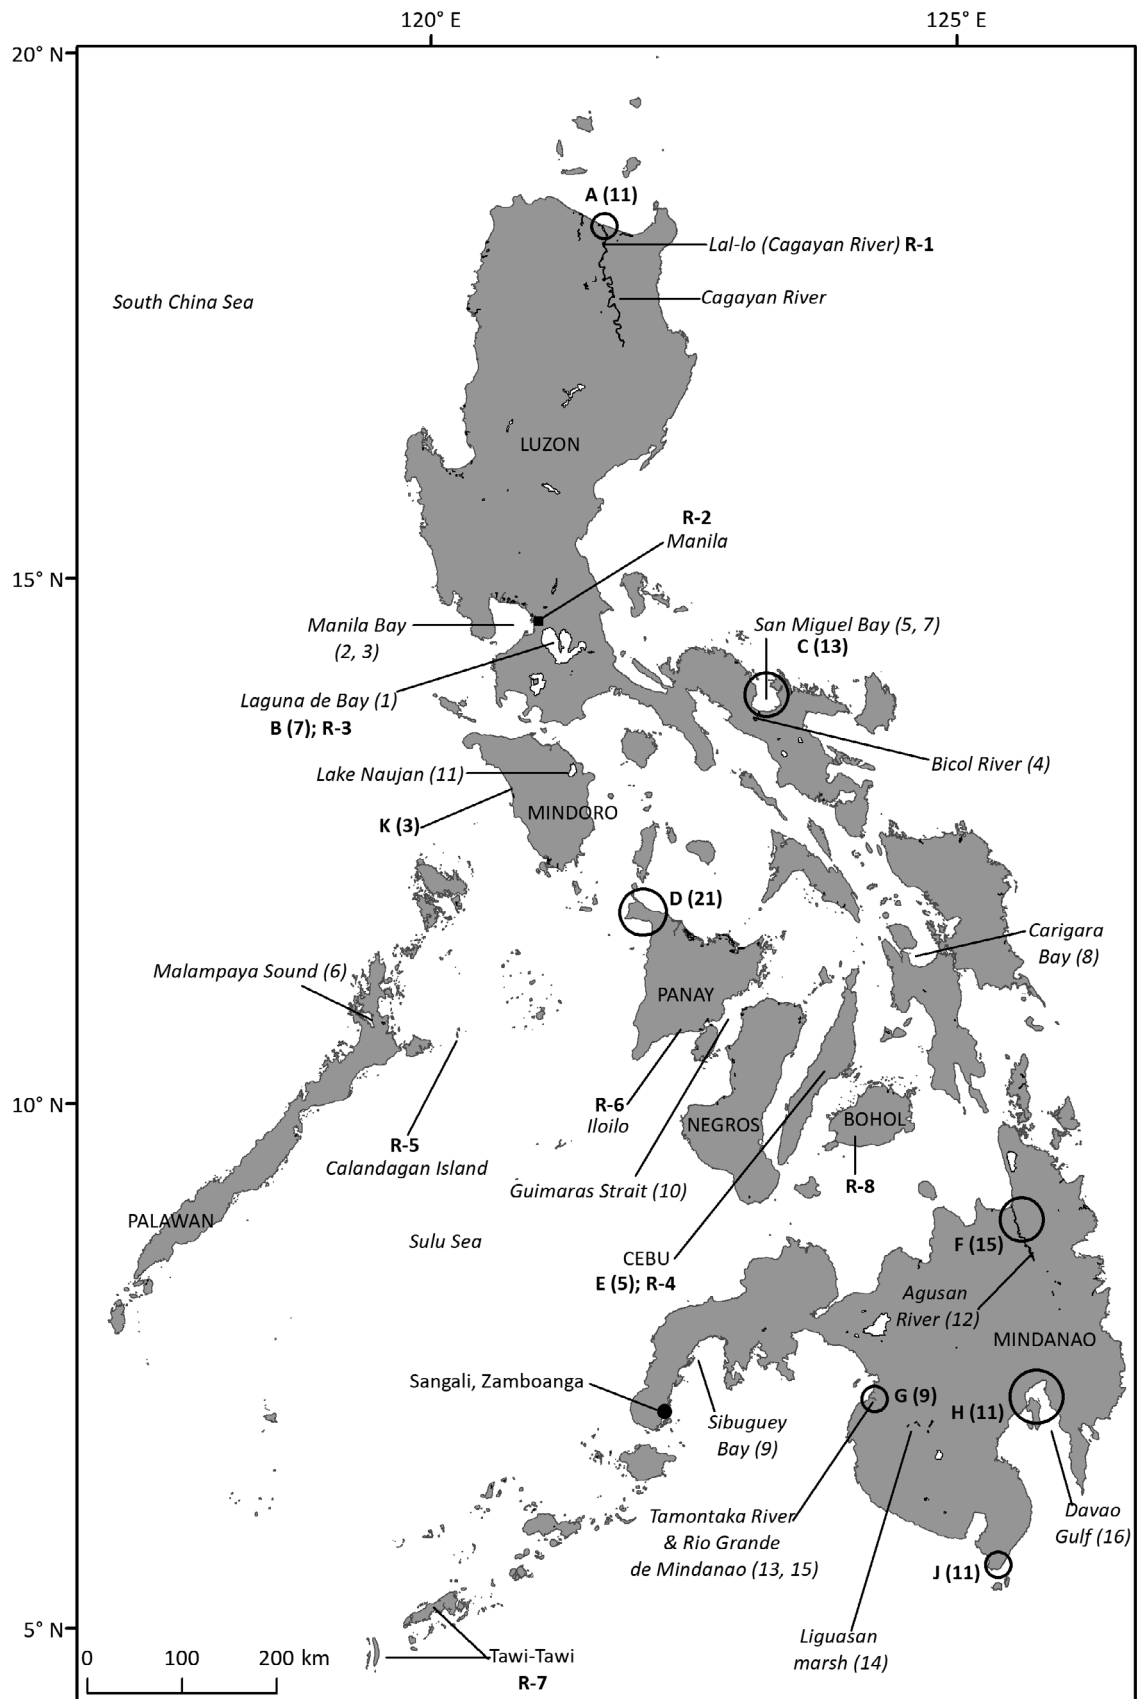 120° E
125° E
20° N
A (11)
Lal-lo (Cagayan River) R-1
South China Sea
Cagayan River
LUZON
R-2
Manila
15° N
Manila Bay
(2, 3)
San Miguel Bay (5, 7)
C (13)
Laguna de Bay (1)
B (7); R-3
Bicol River (4)
Lake Naujan (11)
MINDORO
K (3)
D (21)
Carigara
Bay (8)
Malampaya Sound (6)
PANAY
10° N
R-6
Iloilo
NEGROS
BOHOL
R-5
Calandagan Island
Guimaras Strait (10)
R-8
PALAWAN
Sulu Sea
F (15)
CEBU
E (5); R-4
Agusan
River (12)
MINDANAO
Sangali, Zamboanga
G (9)
H (11)
Sibuguey
Bay (9)
Tamontaka River
& Rio Grande
de Mindanao (13, 15)
Davao
Gulf (16)
J (11)
5° N
Liguasan
marsh (14)
Tawi-Tawi
R-7
0 100 200 km